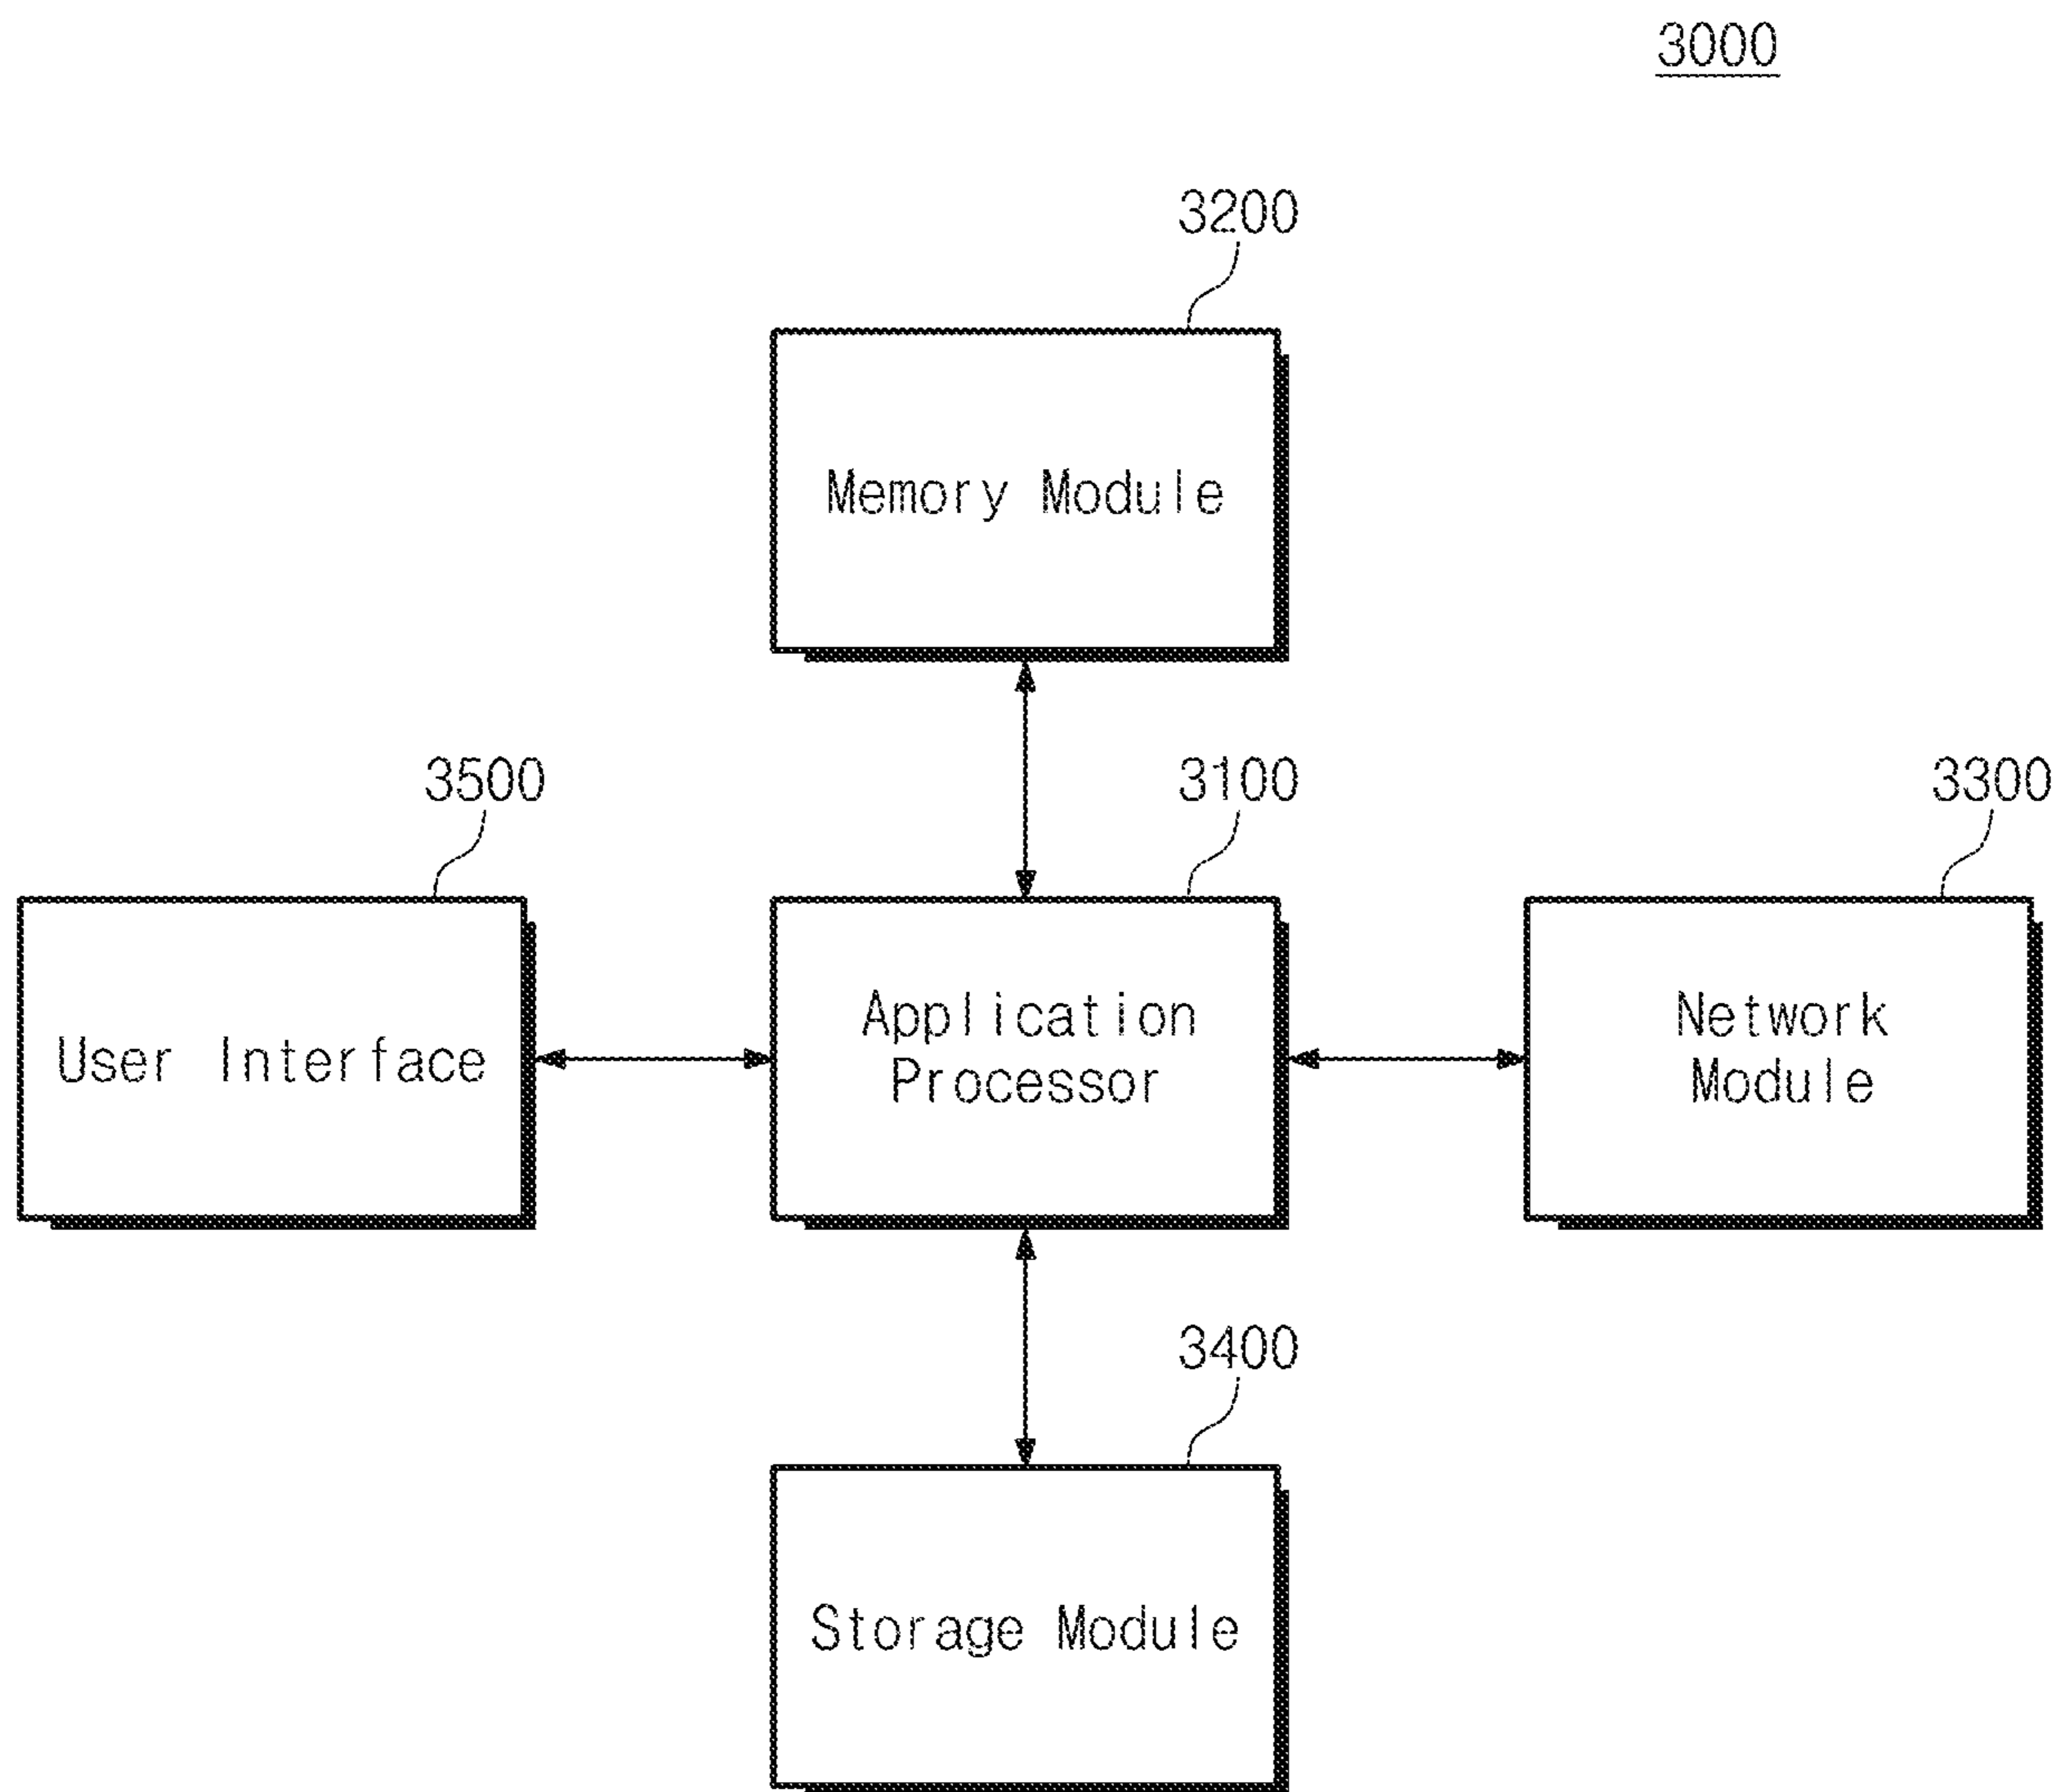 3000
3200
Memory Module
3500
3100
3300
User Interface
Application
Processor
Network
Module
3400
Storage Module